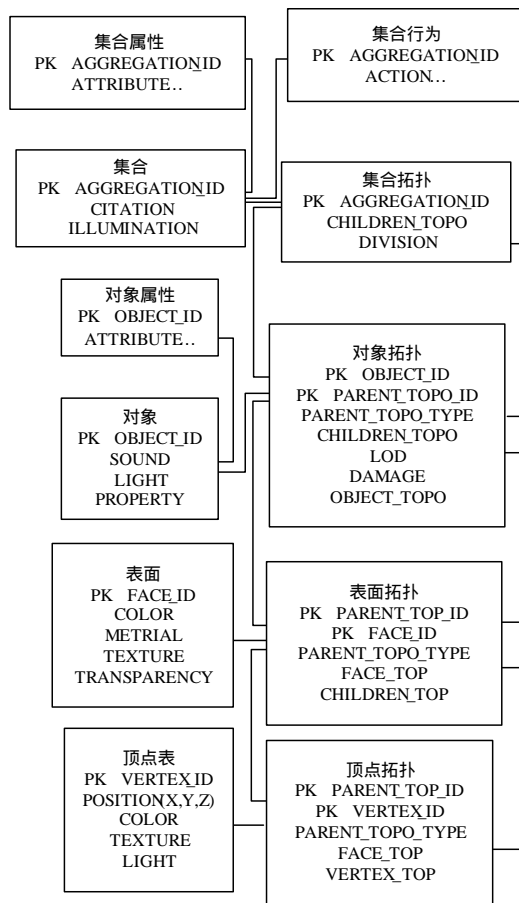 集合属性
PK AGGREGATION_ID
ATTRIBUTE..
集合行为
PK AGGREGATION_ID
ACTION...
集合
PK AGGREGATION_ID
CITATION
ILLUMINATION
集合拓扑
PK AGGREGATION_ID
CHILDREN_TOPO
DIVISION
对象属性
PK OBJECT_ID
ATTRIBUTE..
对象拓扑
PK OBJECT_ID
PK PARENT_TOPO_ID
PARENT_TOPO_TYPE
CHILDREN_TOPO
LOD
DAMAGE
OBJECT_TOPO
对象
PK OBJECT_ID
SOUND
LIGHT
PROPERTY
表面
PK FACE_ID
COLOR
METRIAL
TEXTURE
TRANSPARENCY
表面拓扑
PK PARENT_TOP_ID
PK FACE_ID
PARENT_TOPO_TYPE
FACE_TOP
CHILDREN_TOP
顶点表
PK VERTEX_ID
POSITION(X,Y,Z)
COLOR
TEXTURE
LIGHT
顶点拓扑
PK PARENT_TOP_ID
PK VERTEX_ID
PARENT_TOPO_TYPE
FACE_TOP
VERTEX_TOP